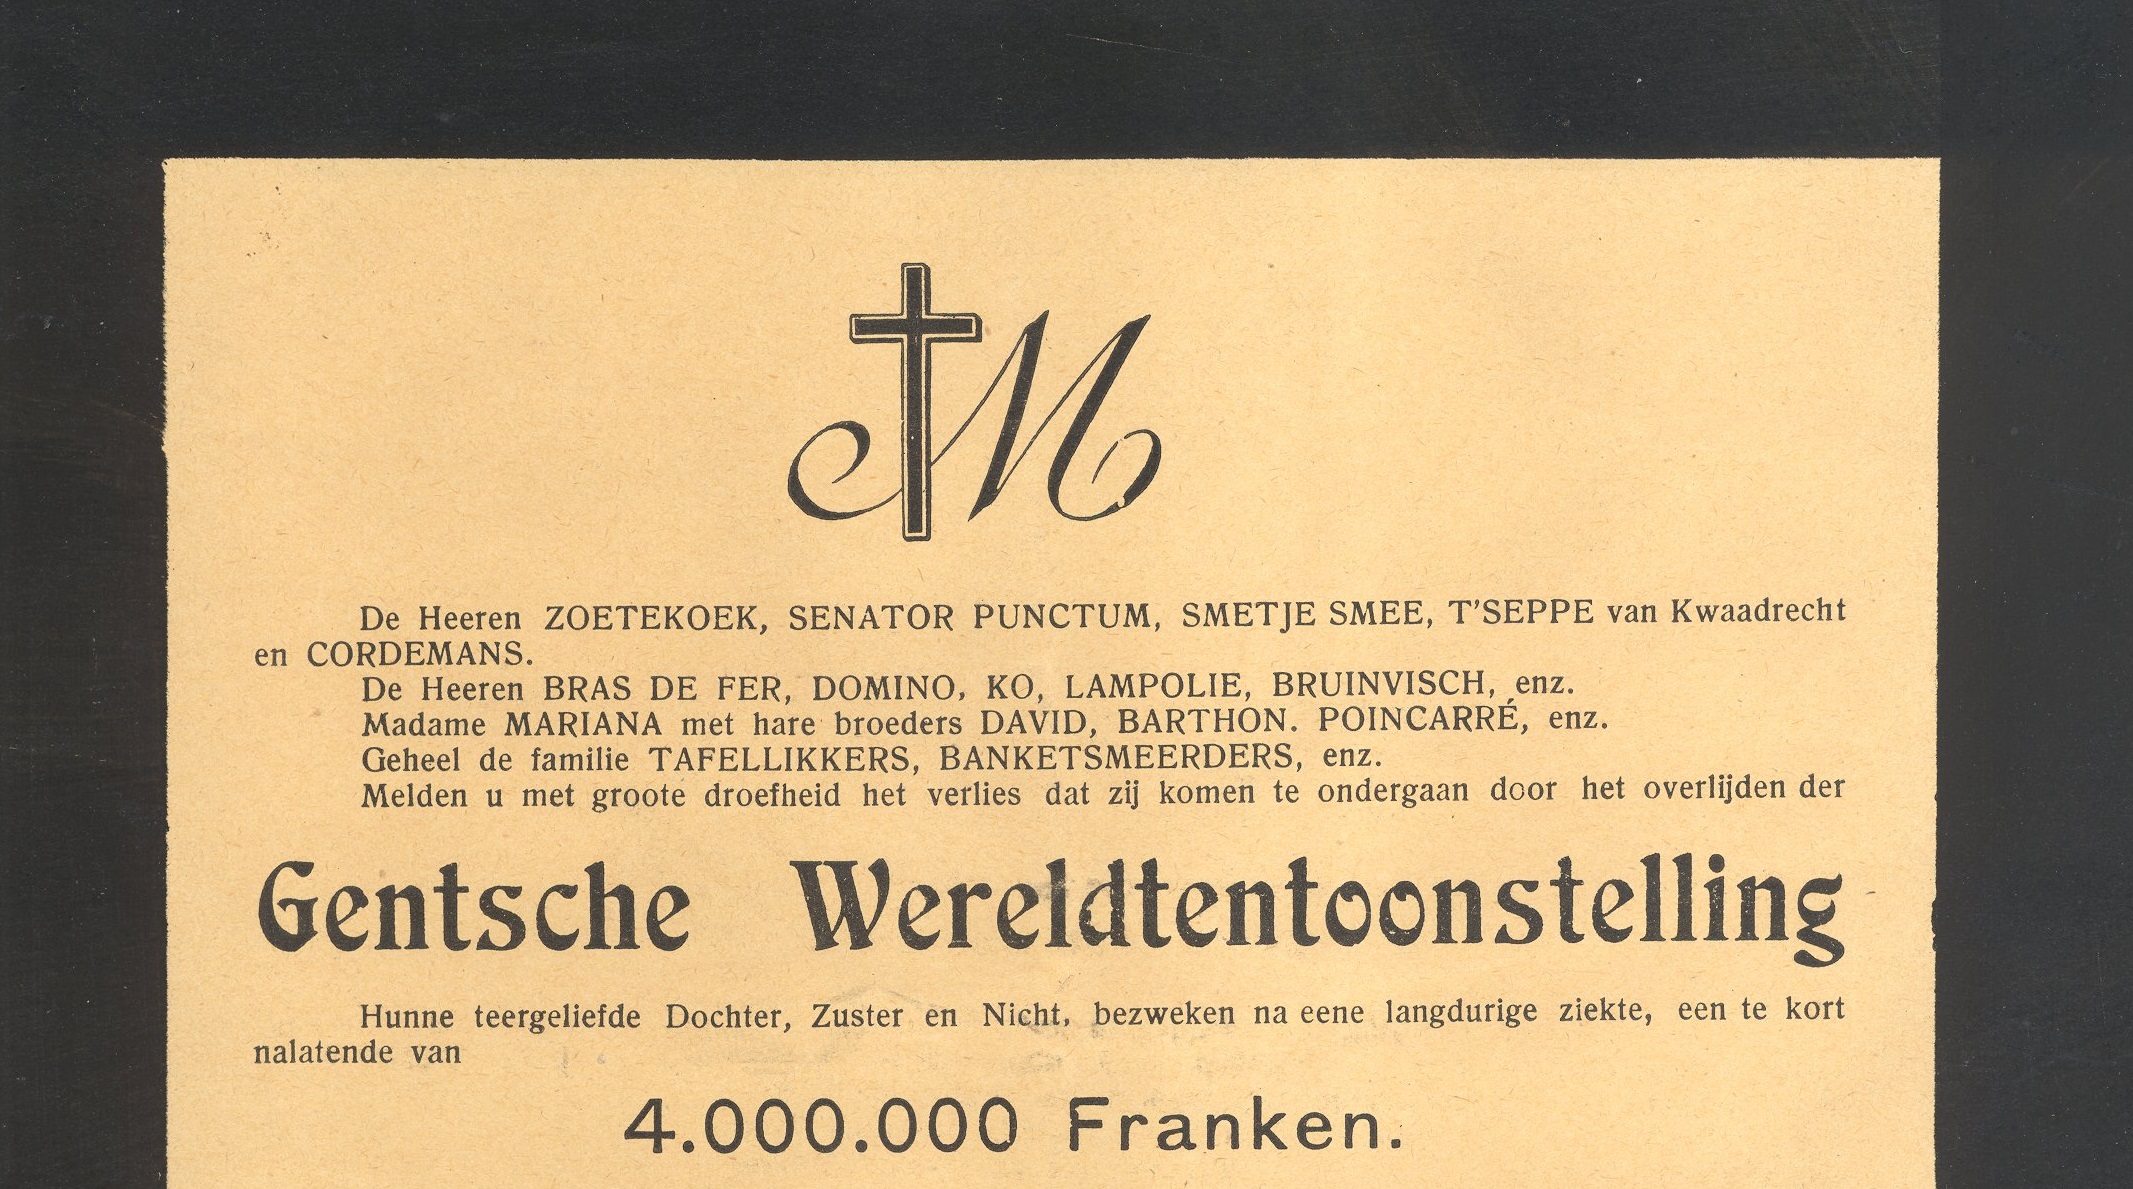 M
De Heeren ZOETEKOEK, SENATOR PUNCTUM, SMETJE SMEE, T'SEPPE van Kwaadrecht
en CORDEMANS.
De Heeren BRAS DE FER, DOMINO, KO, LAMPOLIE, BRUINVISCH, enz.
Madame MARIANA met hare broeders DAVID, BARTHON. POINCARRÉ, enz.
Geheel de familie TAFELLIKKERS, BANKETSMEERDERS, enz.
Melden u met groote droefheid het verlies dat zij komen te ondergaan door het overlijden der
Gentsche Wereldtentoonstelling
Hunne teergeliefde Dochter, Zuster en Nicht, bezweken na eene langdurige ziekte, een te kort
nalatende van
4.000.000 Franken.